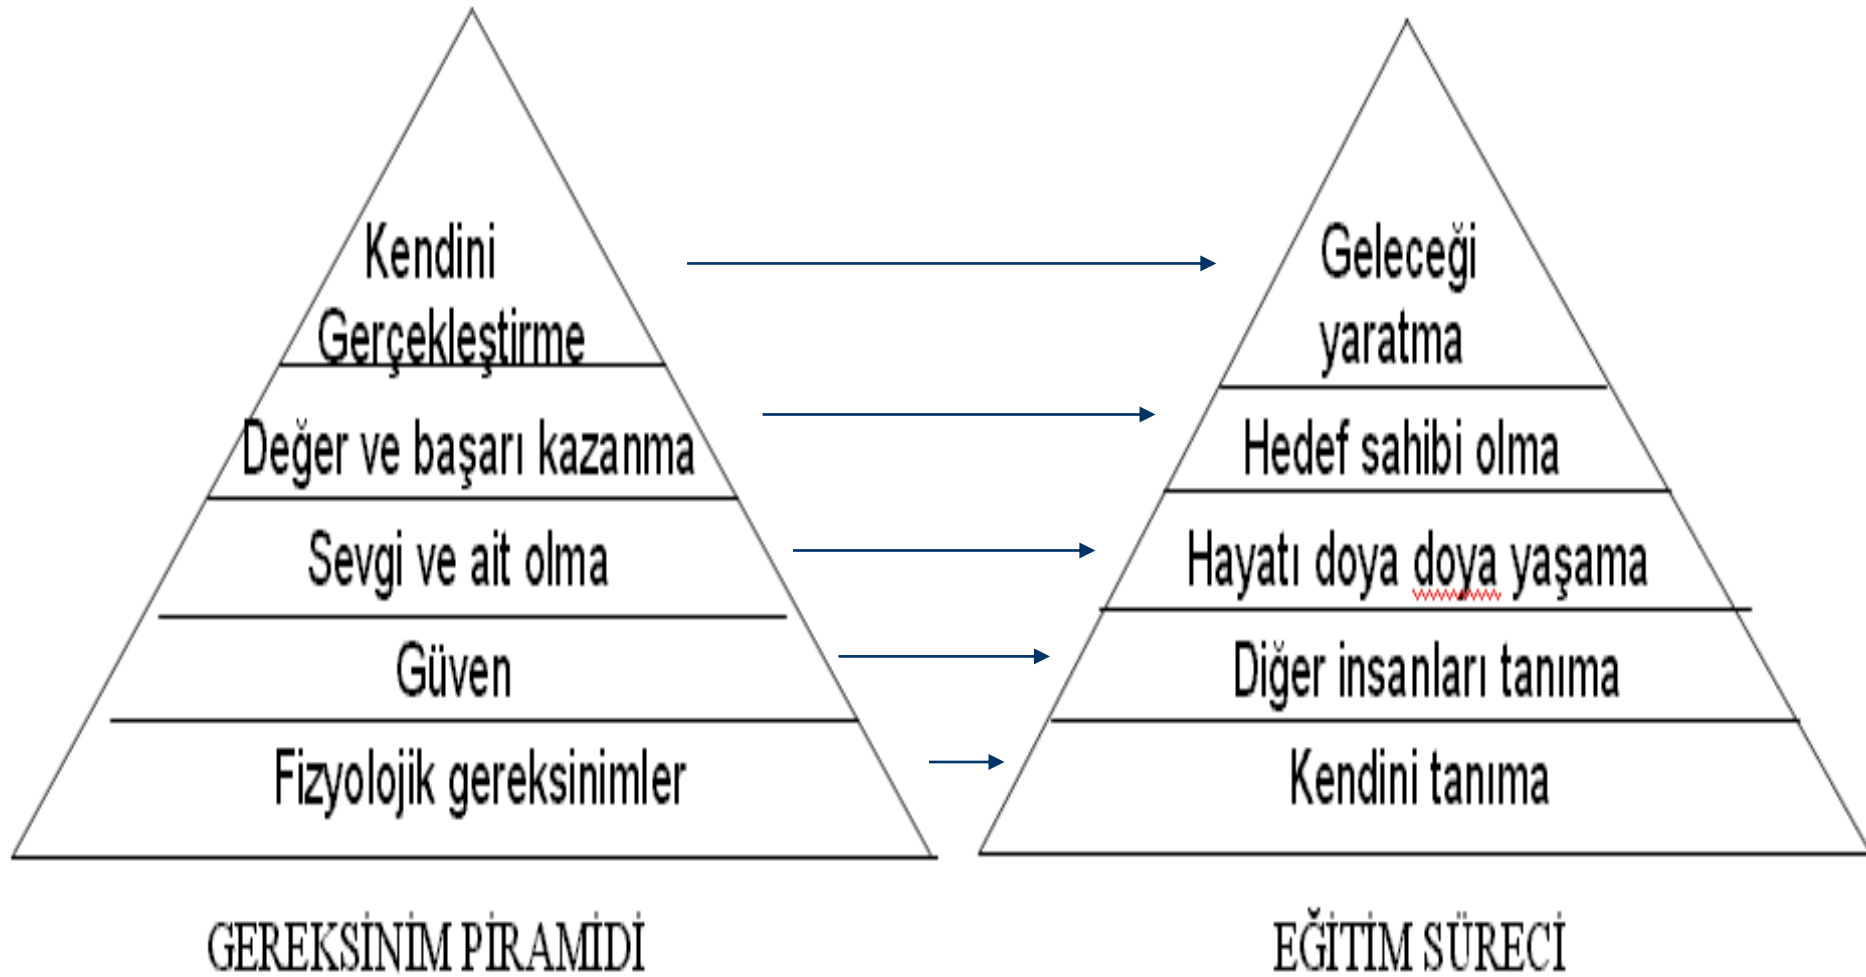 Kendini
Gerçekleştirme
Değer ve başarı kazanma
Sevgi ve ait olma
Güven
Fizyolojik gereksinimler
GEREKSİNİM PİRAMİDİ
Geleceği
yaratma
Hedef sahibi olma
Hayatı doya doya yaşama
Diğer insanları tanıma
Kendini tanıma
EĞİTİM SÜRECİ